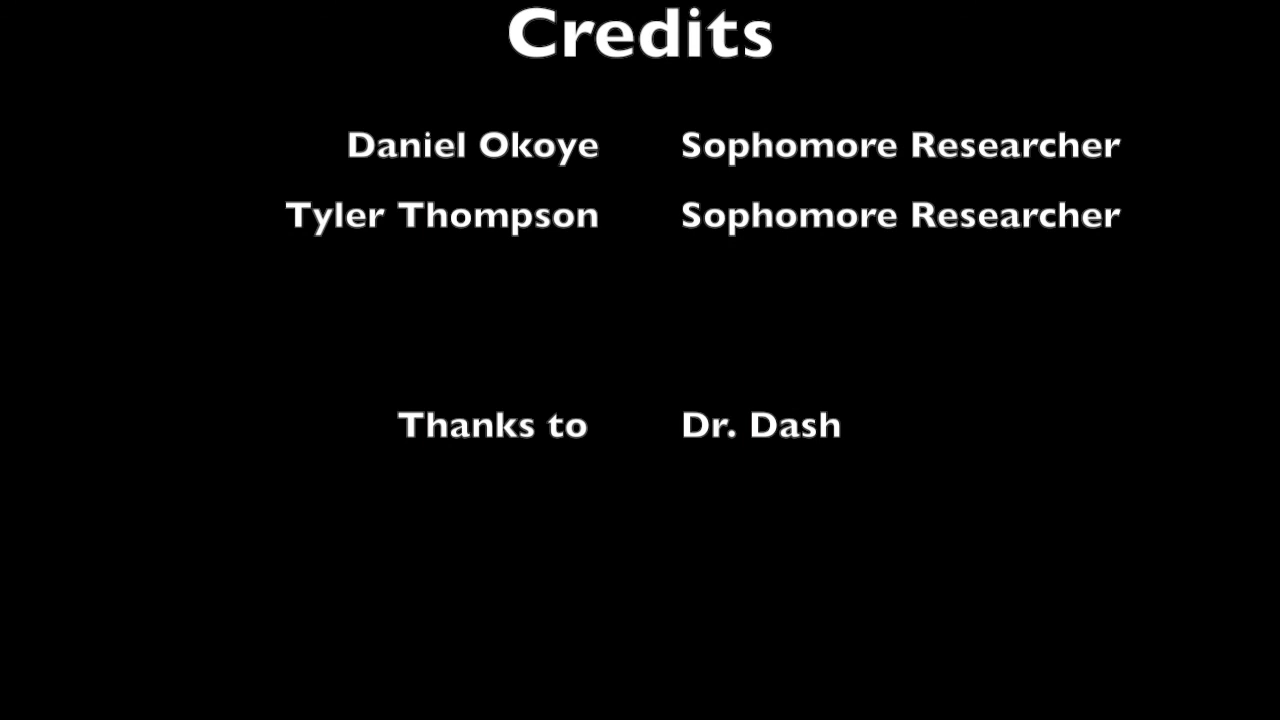 Credits
Daniel Okoye Sophomore Researcher
Tyler Thompson Sophomore Researcher
Thanks to Dr. Dash